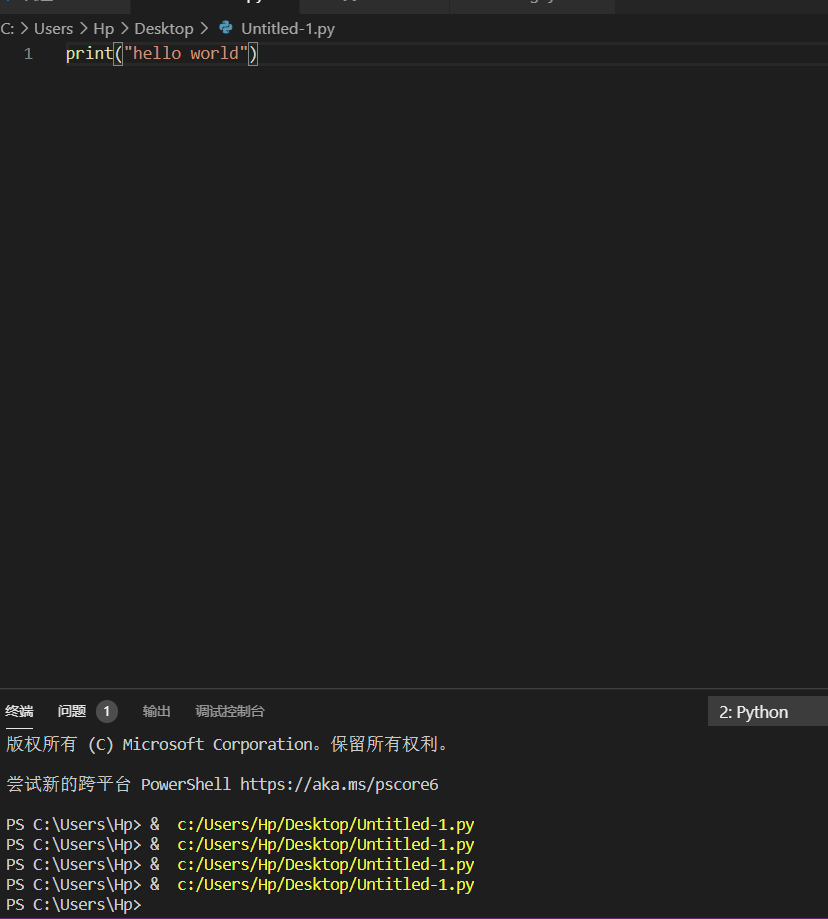 C: > Users > Hp > Desktop > Untitled-1.py
1 print("hello world")
终端 问题 1 输出 调试控制台 2: Python
版权所有 (C) Microsoft Corporation。保留所有权利。
尝试新的跨平台 PowerShell https://aka.ms/pscore6
PS C:\Users\Hp> &  c:/Users/Hp/Desktop/Untitled-1.py
PS C:\Users\Hp> &  c:/Users/Hp/Desktop/Untitled-1.py
PS C:\Users\Hp> &  c:/Users/Hp/Desktop/Untitled-1.py
PS C:\Users\Hp> &  c:/Users/Hp/Desktop/Untitled-1.py
PS C:\Users\Hp>